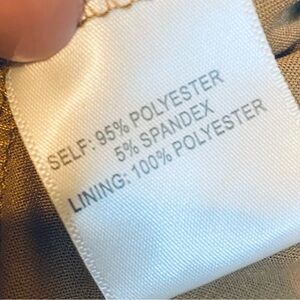 SELF: 95% POLYESTER
5% SPANDEX
LINING: 100% POLYESTER